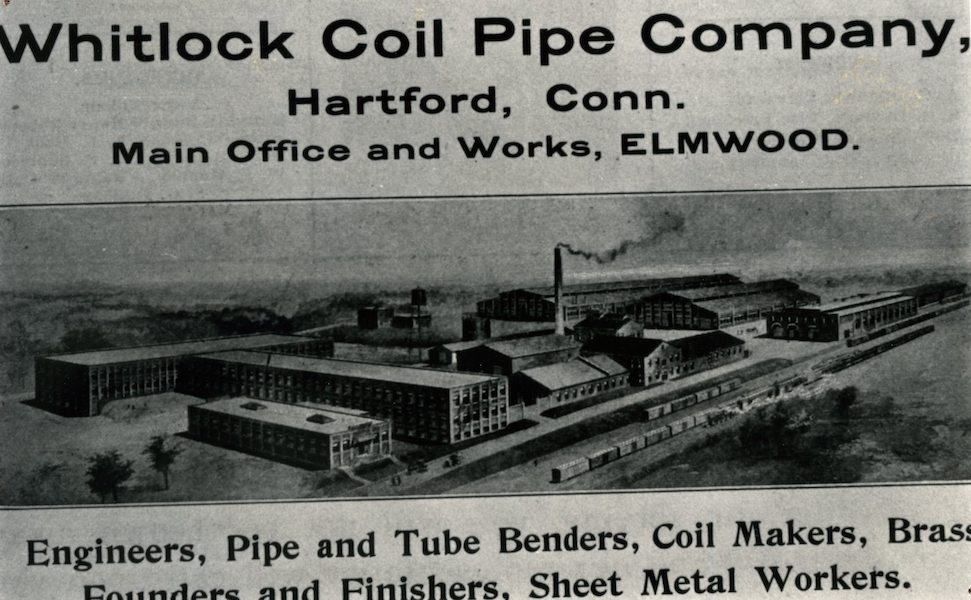 Whitlock Coil Pipe Company,
Hartford, Conn.
Main Office and Works, ELMWOOD.
Engineers, Pipe and Tube Benders, Coil Makers, Brass
Founders and Finishers, Sheet Metal Workers.